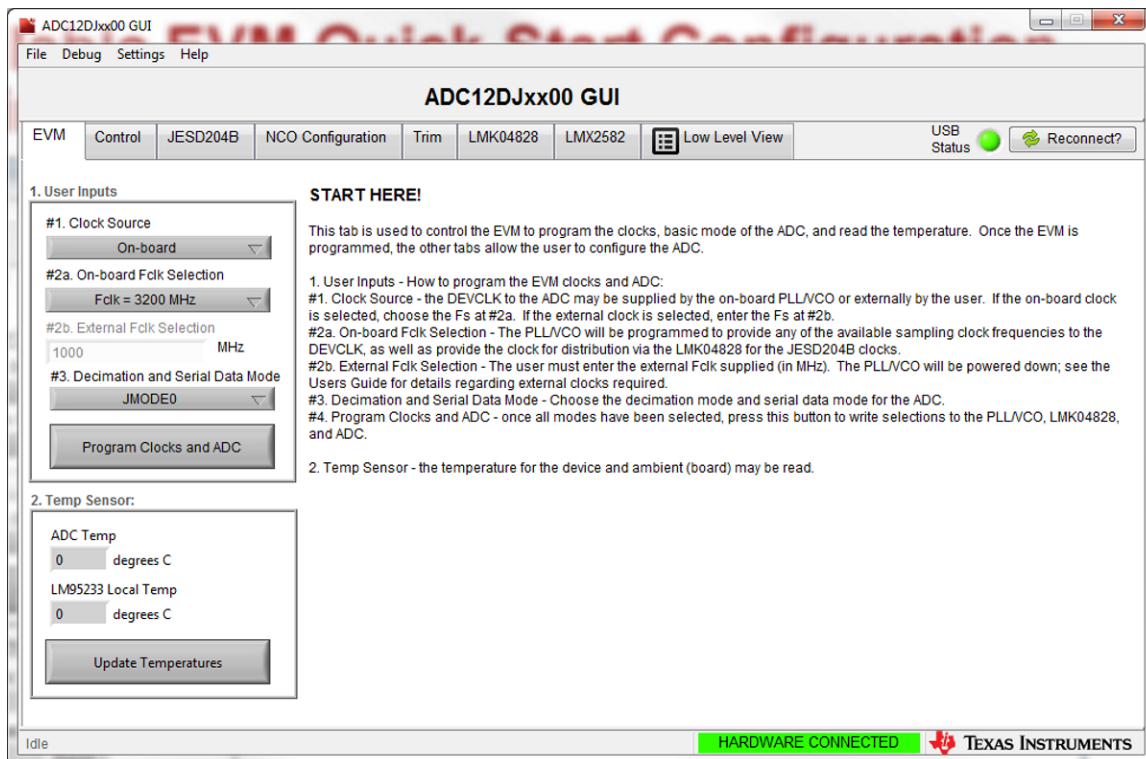 ADC12DJxx00 GUI
File Debug Settings Help
ADC12DJxx00 GUI
EVM Control JESD204B NCO Configuration Trim LMK04828 LMX2582 Low Level View USB Status Reconnect?
1. User Inputs
#1. Clock Source
On-board
#2a. On-board Fclk Selection
Fclk = 3200 MHz
#2b. External Fclk Selection
1000 MHz
#3. Decimation and Serial Data Mode
JMODE0
Program Clocks and ADC
2. Temp Sensor:
ADC Temp
0 degrees C
LM95233 Local Temp
0 degrees C
Update Temperatures
START HERE!
This tab is used to control the EVM to program the clocks, basic mode of the ADC, and read the temperature. Once the EVM is
programmed, the other tabs allow the user to configure the ADC.
1. User Inputs - How to program the EVM clocks and ADC:
#1. Clock Source - the DEVCLK to the ADC may be supplied by the on-board PLL/VCO or externally by the user. If the on-board clock
is selected, choose the Fs at #2a. If the external clock is selected, enter the Fs at #2b.
#2a. On-board Fclk Selection - The PLL/VCO will be programmed to provide any of the available sampling clock frequencies to the
DEVCLK, as well as provide the clock for distribution via the LMK04828 for the JESD204B clocks.
#2b. External Fclk Selection - The user must enter the external Fclk supplied (in MHz). The PLL/VCO will be powered down; see the
Users Guide for details regarding external clocks required.
#3. Decimation and Serial Data Mode - Choose the decimation mode and serial data mode for the ADC.
#4. Program Clocks and ADC - once all modes have been selected, press this button to write selections to the PLL/VCO, LMK04828,
and ADC.
2. Temp Sensor - the temperature for the device and ambient (board) may be read.
Idle HARDWARE CONNECTED TEXAS INSTRUMENTS